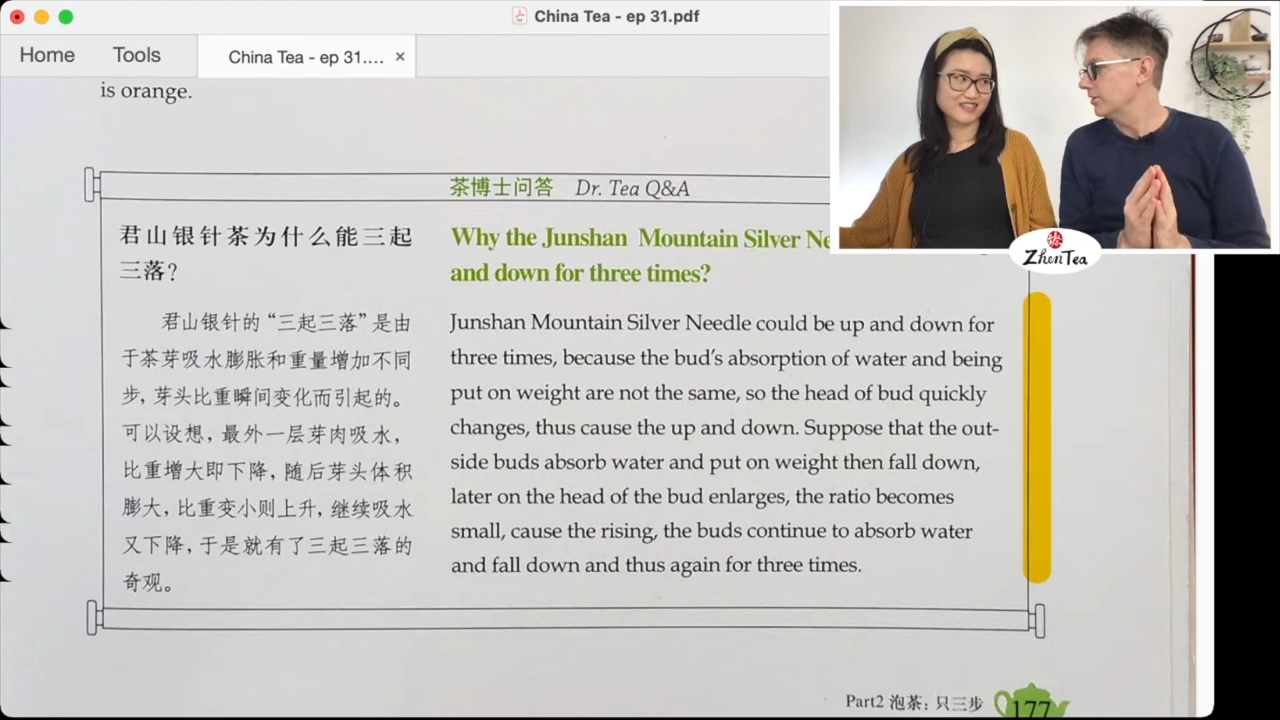 China Tea - ep 31.pdf
Home
Tools
China Tea - ep 31....
is orange.
茶博士问答 Dr. Tea Q&A
君山银针茶为什么能三起
三落?
君山银针的“三起三落”是由
于茶芽吸水膨胀和重量增加不同
步,芽头比重瞬间变化而引起的。
可以设想,最外一层芽肉吸水,
比重增大即下降,随后芽头体积
膨大,比重变小则上升,继续吸水
又下降,于是就有了三起三落的
奇观。
Why the Junshan Mountain Silver Ne
and down for three times?
Junshan Mountain Silver Needle could be up and down for
three times, because the bud's absorption of water and being
put on weight are not the same, so the head of bud quickly
changes, thus cause the up and down. Suppose that the out-
side buds absorb water and put on weight then fall down,
later on the head of the bud enlarges, the ratio becomes
small, cause the rising, the buds continue to absorb water
and fall down and thus again for three times.
ZhenTea
Part2 泡茶:只三步
177